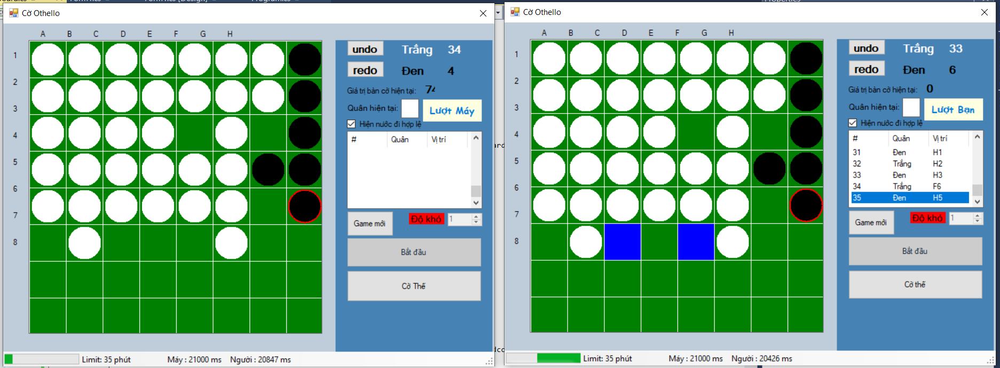 Cờ Othello
A B C D E F G H
1
2
3
4
5
6
7
8
undo Trắng 34
redo Đen 4
Giá trị bàn cờ hiện tại:
Quân hiện tại: Lượt Máy
Hiện nước đi hợp lệ
# Quân Vị trí
Game mới Độ khó 1
Bắt đầu
Cờ Thế
Limit: 35 phút Máy : 21000 ms Người : 20847 ms
Properties
Cờ Othello
A B C D E F G H
1
2
3
4
5
6
7
8
undo Trắng 33
redo Đen 6
Giá trị bàn cờ hiện tại: 0
Quân hiện tại: Lượt Bạn
Hiện nước đi hợp lệ
# Quân Vị trí
31 Đen H1
32 Trắng H2
33 Đen H3
34 Trắng F6
35 Đen H5
Game mới Độ khó 1
Bắt đầu
Cờ thế
Limit: 35 phút Máy : 21000 ms Người : 20426 ms